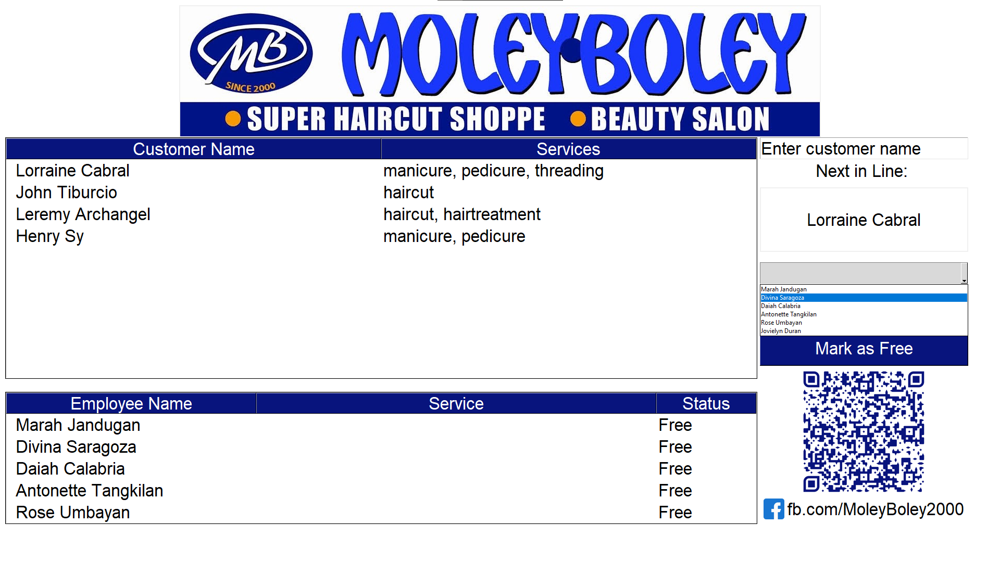 MB
SINCE 2000
MOLEY BOLEY
SUPER HAIRCUT SHOPPE BEAUTY SALON
Customer Name Services
Lorraine Cabral manicure, pedicure, threading
John Tiburcio haircut
Leremy Archangel haircut, hairtreatment
Henry Sy manicure, pedicure
Enter customer name
Next in Line:
Lorraine Cabral
Marah Jandugan
Divina Saragoza
Daiah Calabria
Antonette Tangkilan
Rose Umbayan
Jovielyn Duran
Mark as Free
Employee Name Service Status
Marah Jandugan Free
Divina Saragoza Free
Daiah Calabria Free
Antonette Tangkilan Free
Rose Umbayan Free
fb.com/MoleyBoley2000